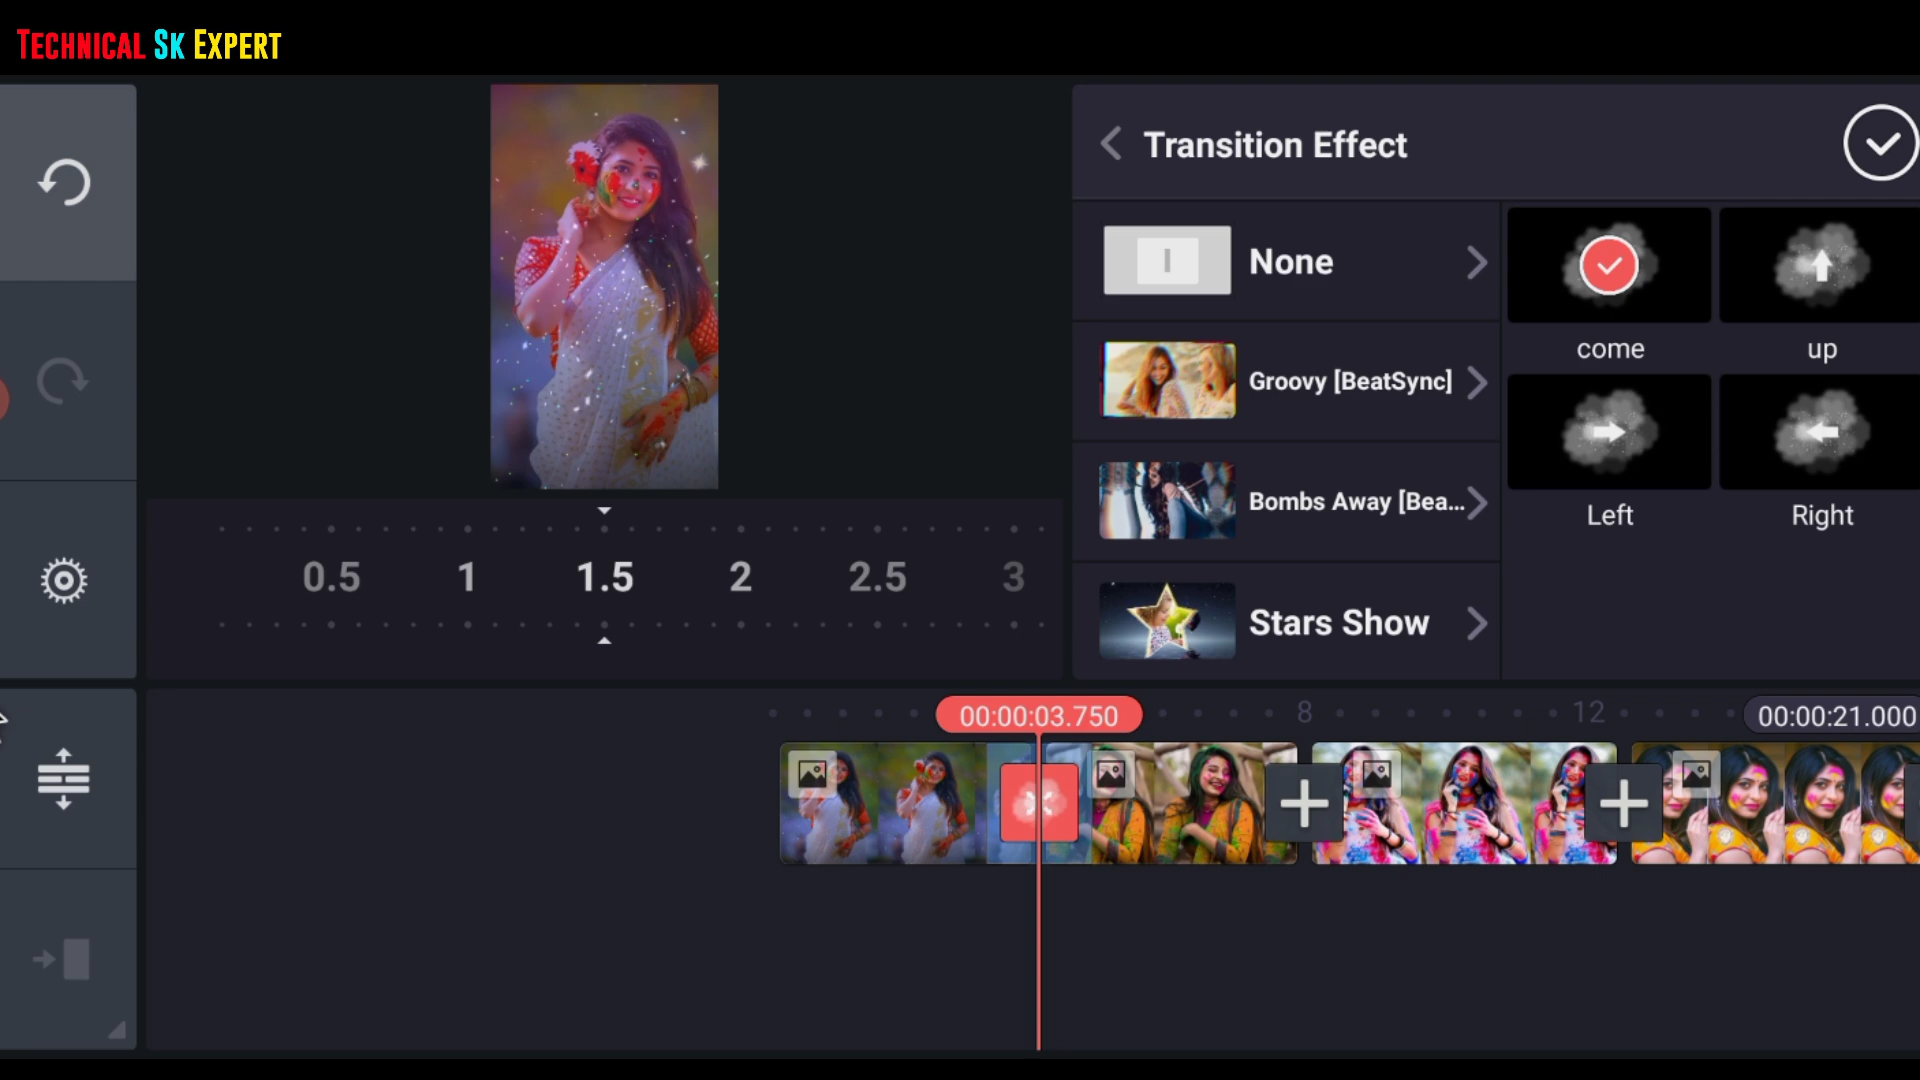 TECHNICAL SK EXPERT
Transition Effect
None
Groovy [BeatSync]
Bombs Away [Bea...
Stars Show
come
up
Left
Right
0.5 1 1.5 2 2.5 3
00:00:03.750
8
12
00:00:21.000